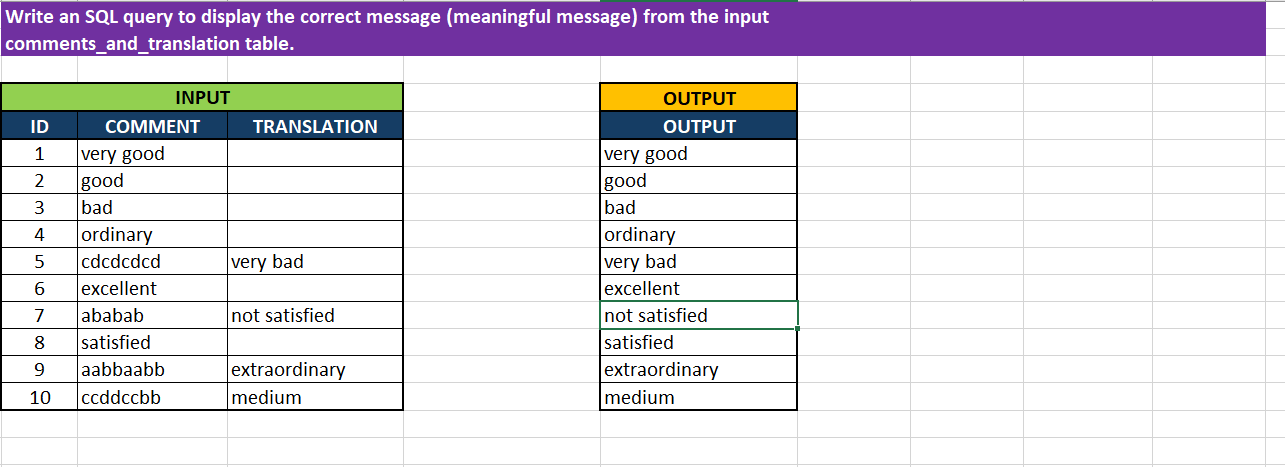 Write an SQL query to display the correct message (meaningful message) from the input
comments_and_translation table.
INPUT OUTPUT
ID COMMENT TRANSLATION OUTPUT
1 very good very good
2 good good
3 bad bad
4 ordinary ordinary
5 cdcdcdcd very bad very bad
6 excellent excellent
7 ababab not satisfied not satisfied
8 satisfied satisfied
9 aabbaabb extraordinary extraordinary
10 ccddccbb medium medium